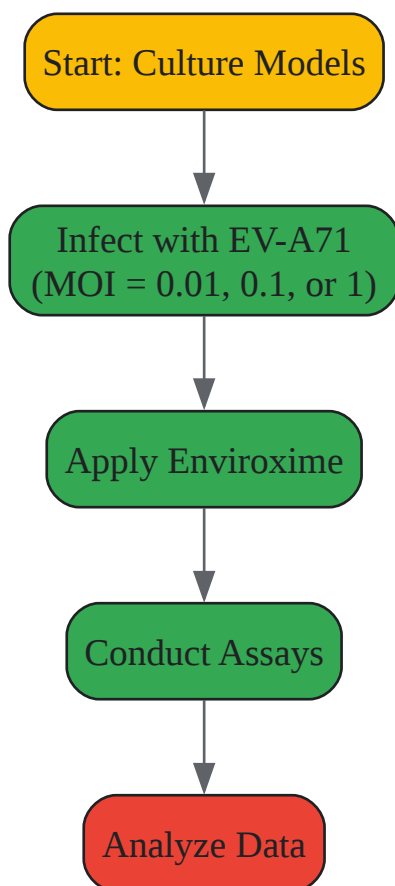 Start: Culture Models
Infect with EV-A71
(MOI = 0.01, 0.1, or 1)
Apply Enviroxime
Conduct Assays
Analyze Data